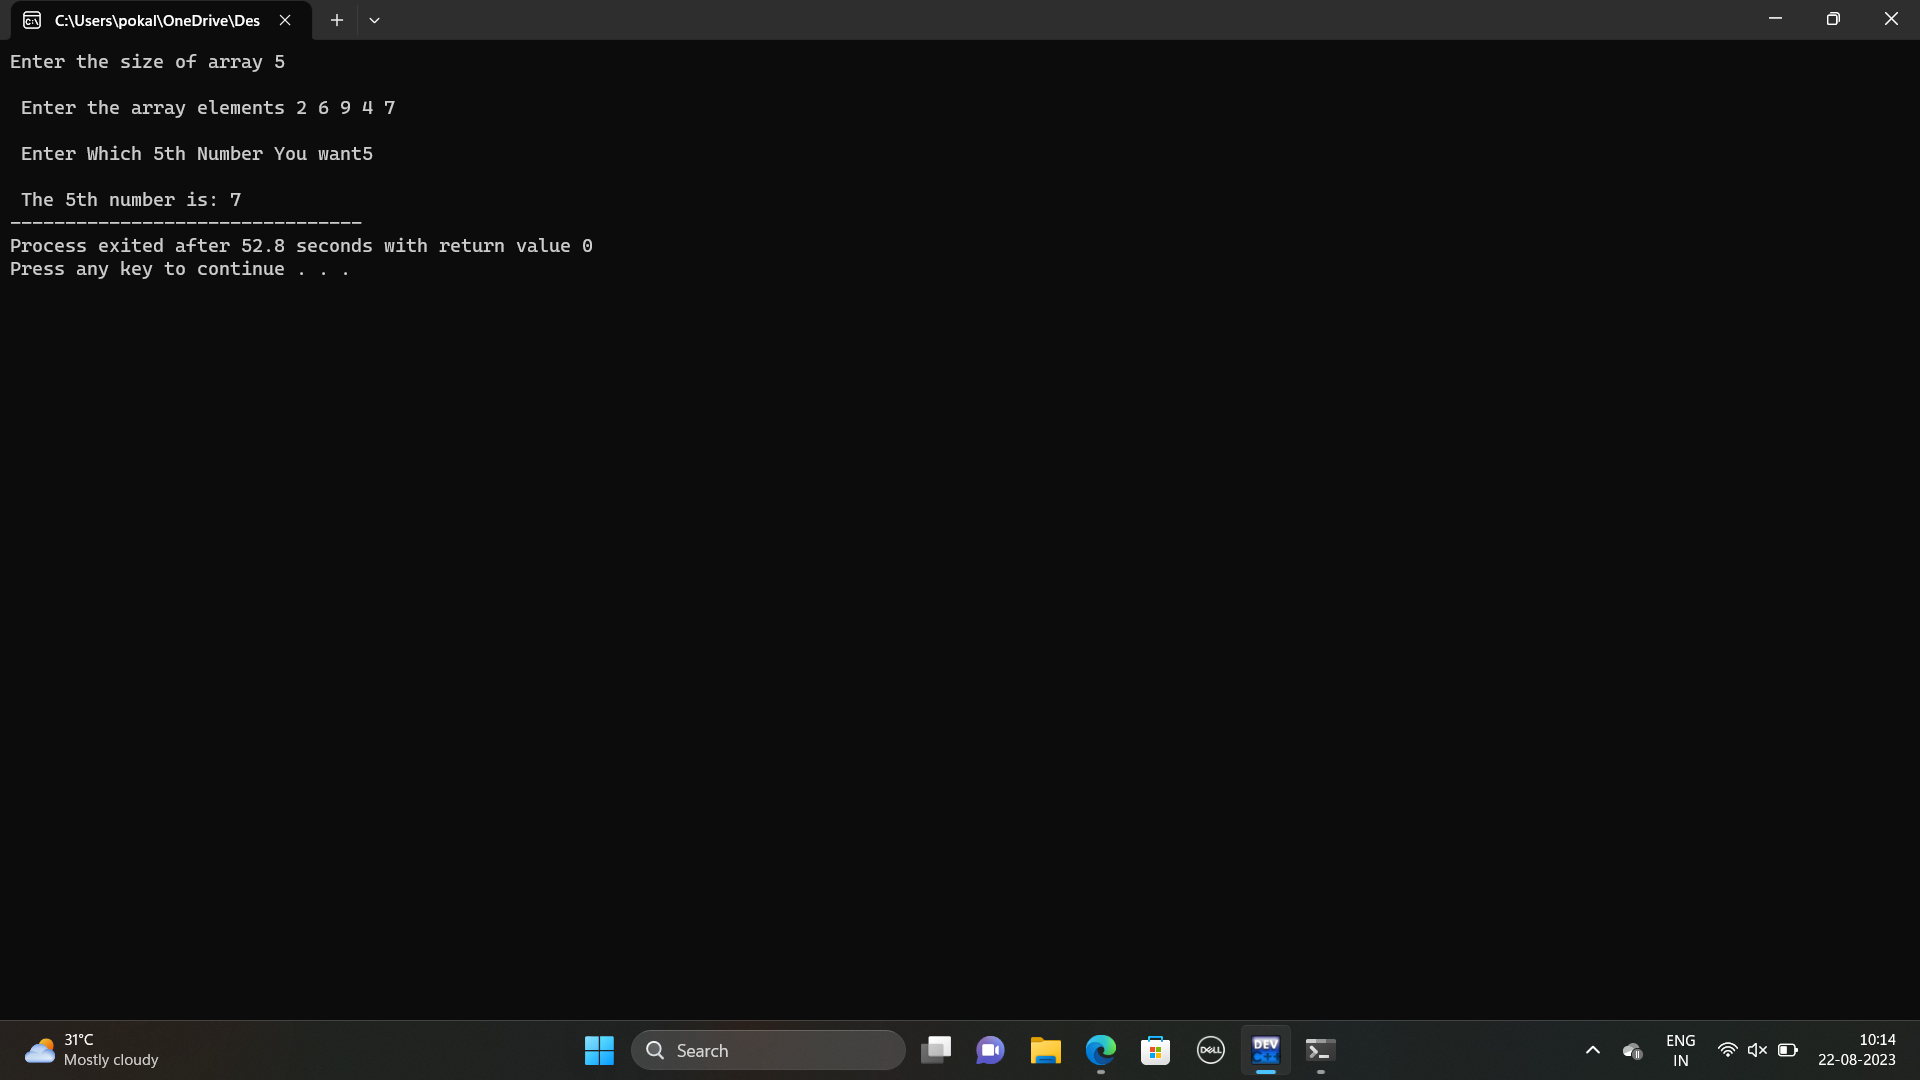 C:\Users\pokal\OneDrive\Des
Enter the size of array 5
Enter the array elements 2 6 9 4 7
Enter Which 5th Number You want5
The 5th number is: 7
--------------------------------
Process exited after 52.8 seconds with return value 0
Press any key to continue . . .
31°C
Mostly cloudy
Search
DELL
DEV
C++
ENG
IN
10:14
22-08-2023